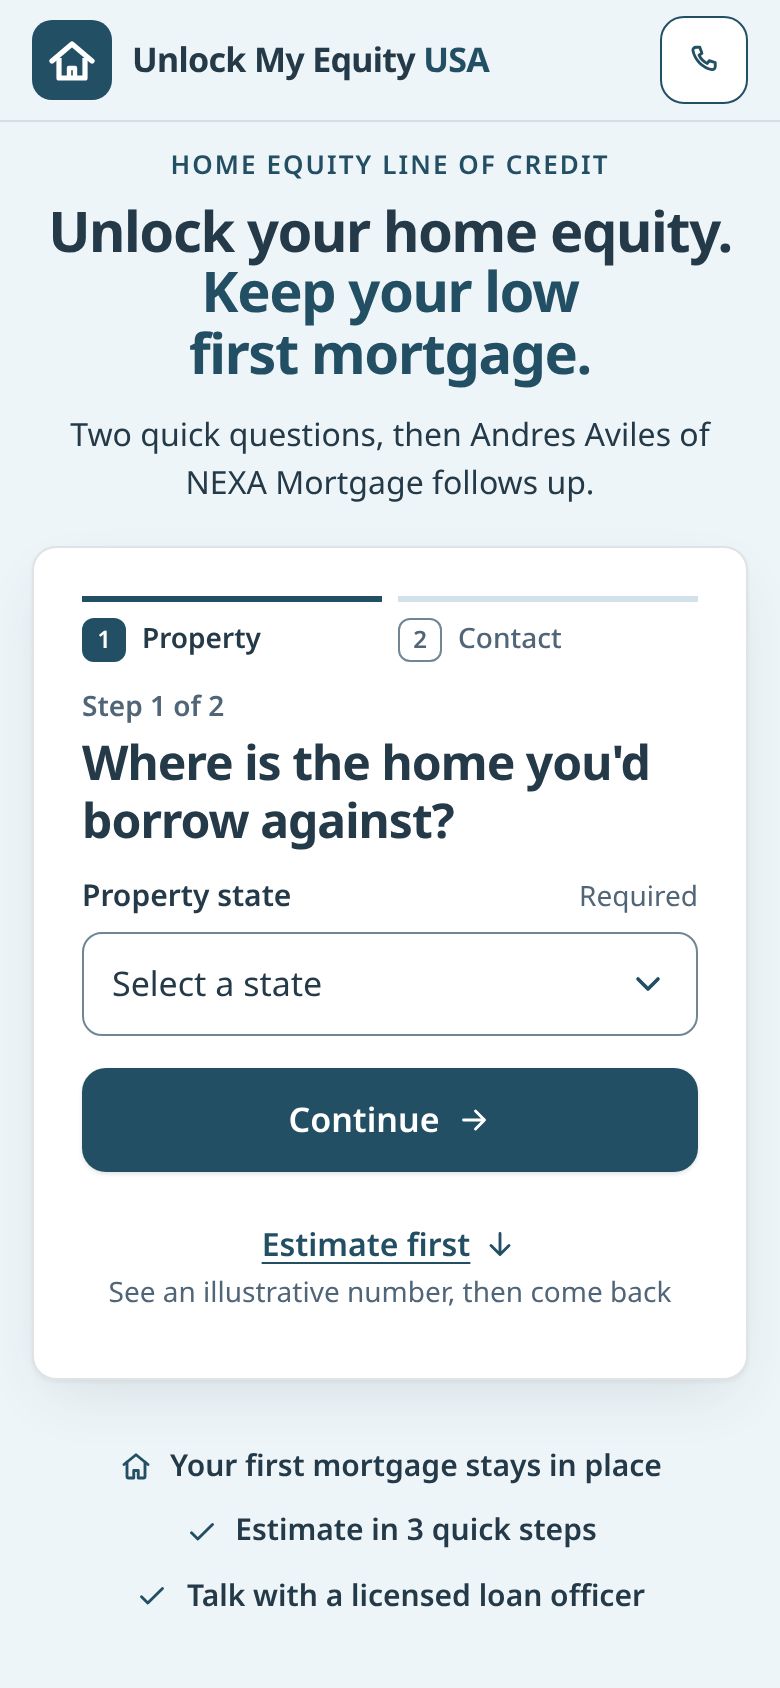 Unlock My Equity USA
HOME EQUITY LINE OF CREDIT
Unlock your home equity.
Keep your low
first mortgage.
Two quick questions, then Andres Aviles of
NEXA Mortgage follows up.
1 Property
2 Contact
Step 1 of 2
Where is the home you'd
borrow against?
Property state
Required
Select a state
Continue
Estimate first
See an illustrative number, then come back
Your first mortgage stays in place
Estimate in 3 quick steps
Talk with a licensed loan officer